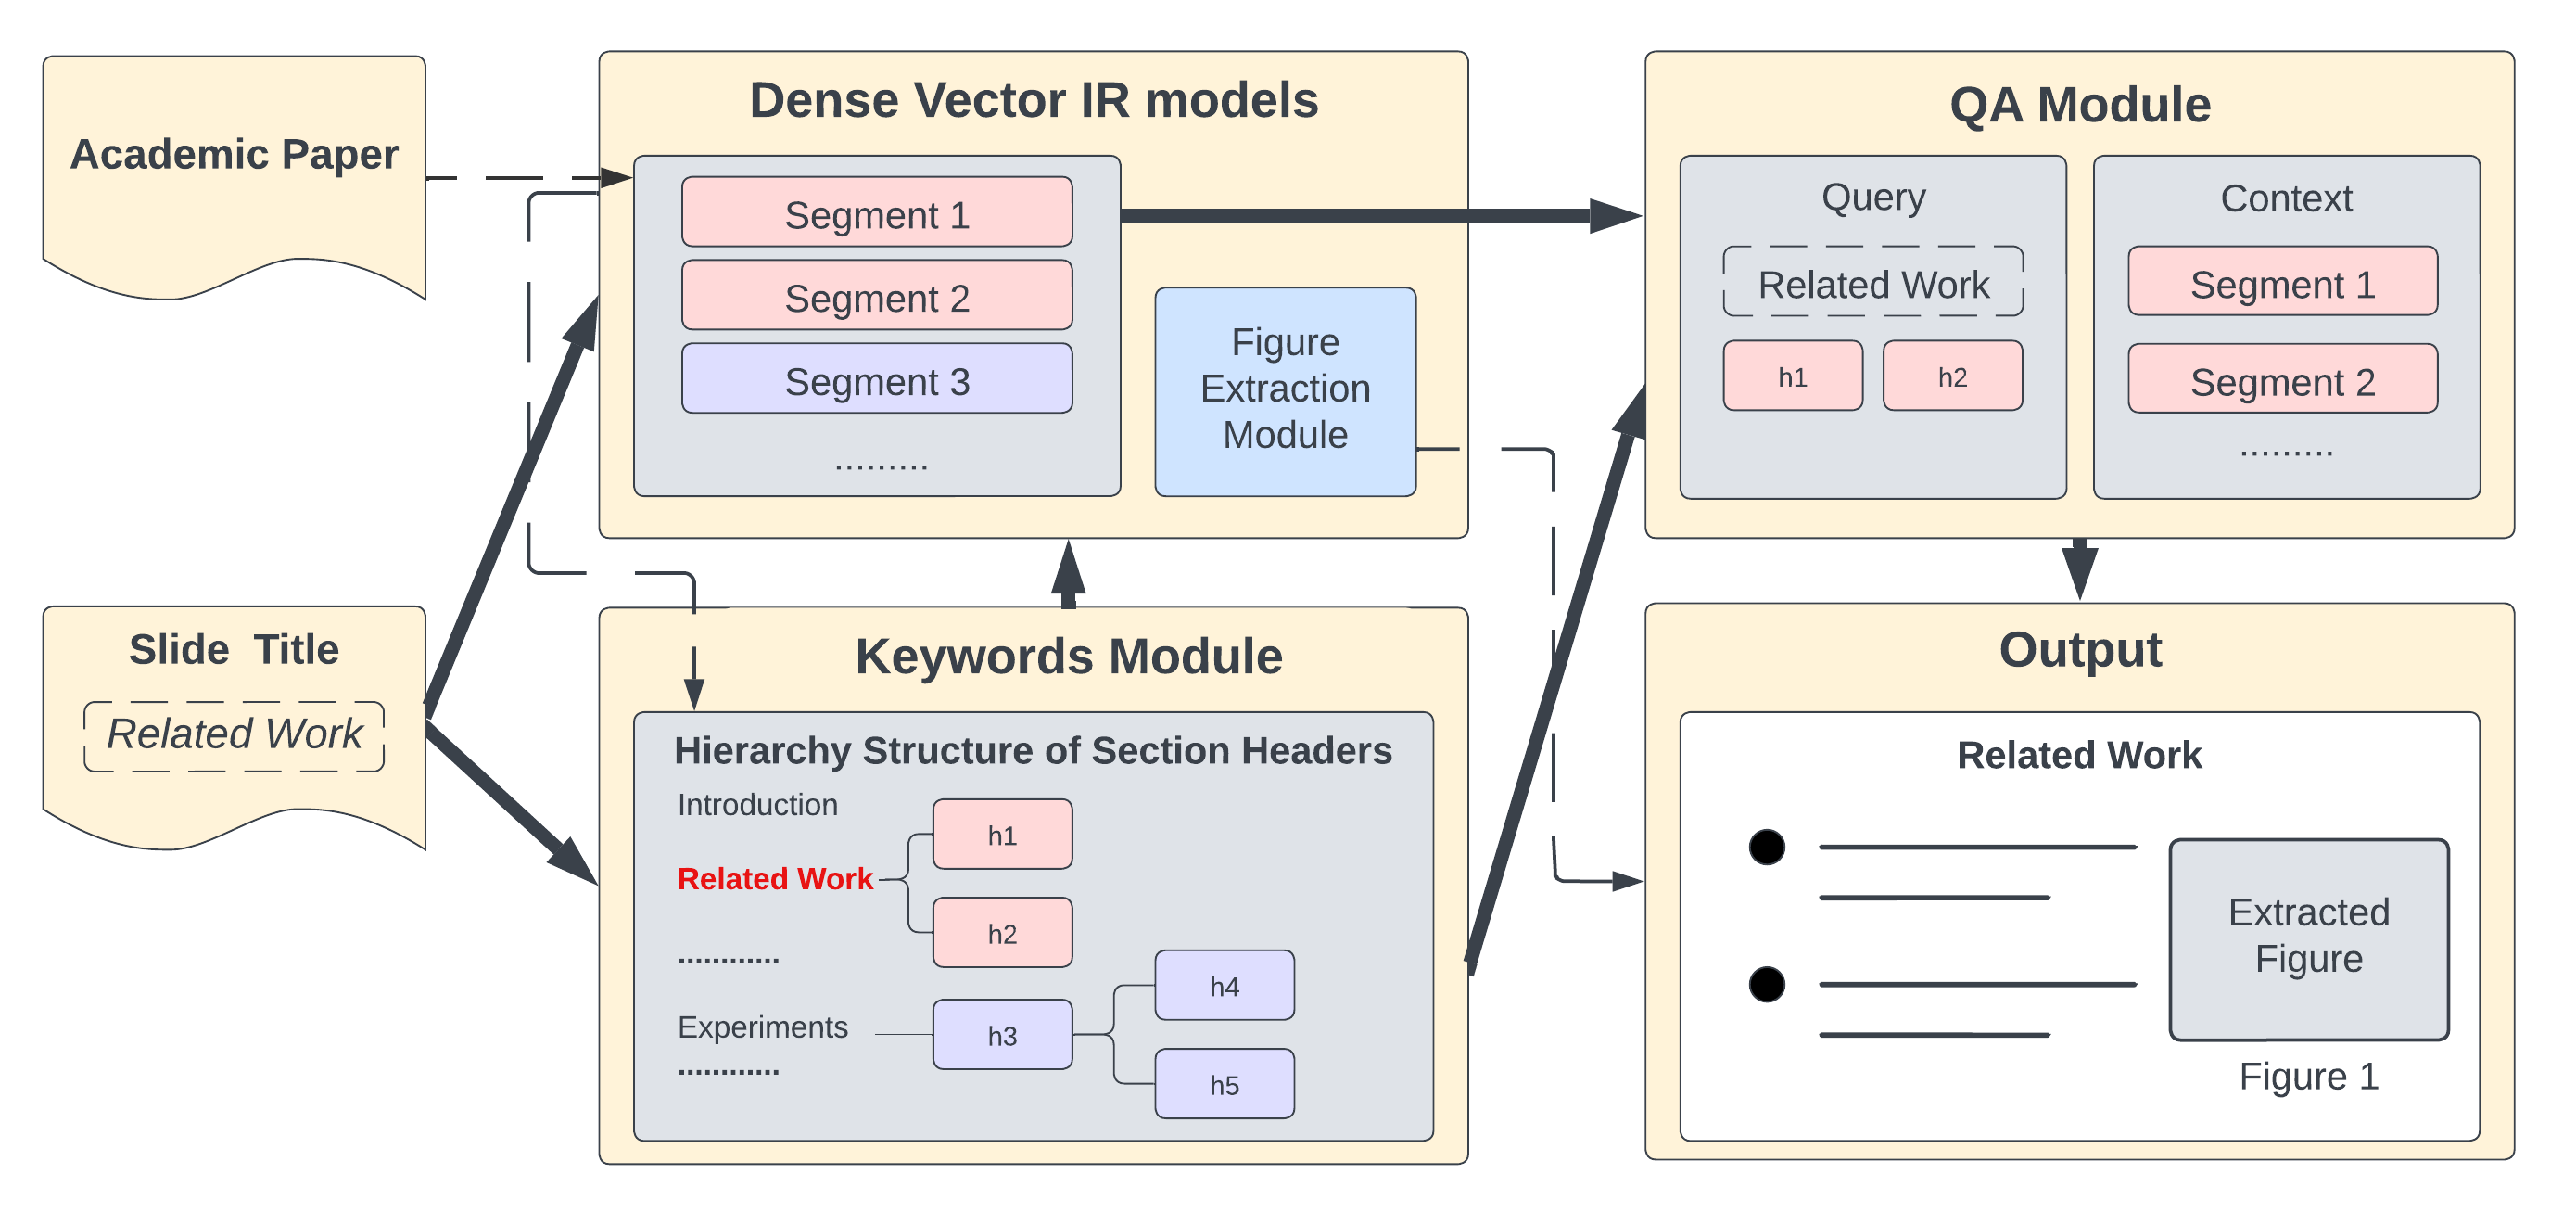 Academic Paper
Slide Title
Related Work
Dense Vector IR models
Segment 1
Segment 2
Segment 3
.........
Figure
Extraction
Module
Keywords Module
Hierarchy Structure of Section Headers
Introduction
Related Work
............
Experiments
............
h1
h2
h3
h4
h5
QA Module
Query
Related Work
h1 h2
Context
Segment 1
Segment 2
.........
Output
Related Work
Extracted
Figure
Figure 1